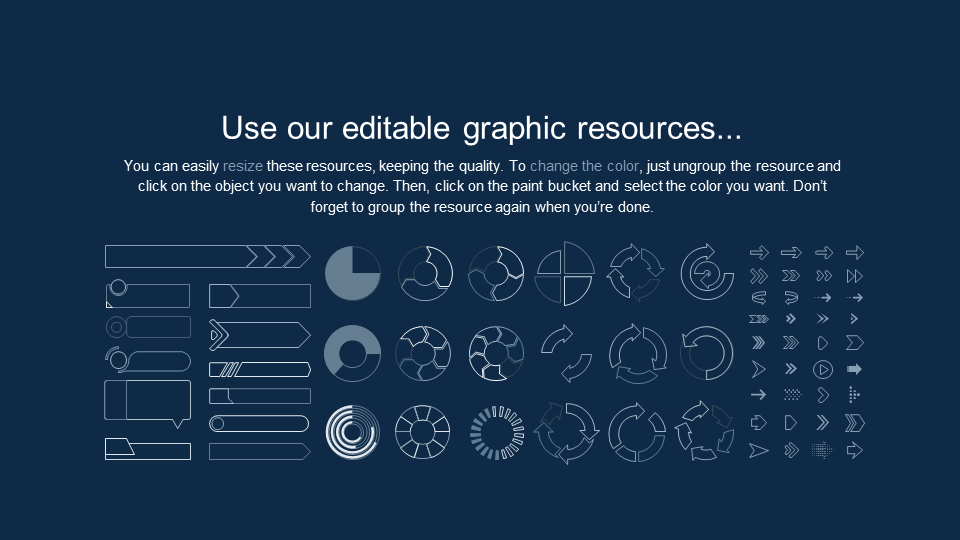 Use our editable graphic resources...
You can easily resize these resources, keeping the quality. To change the color, just ungroup the resource and
click on the object you want to change. Then, click on the paint bucket and select the color you want. Don’t
forget to group the resource again when you’re done.